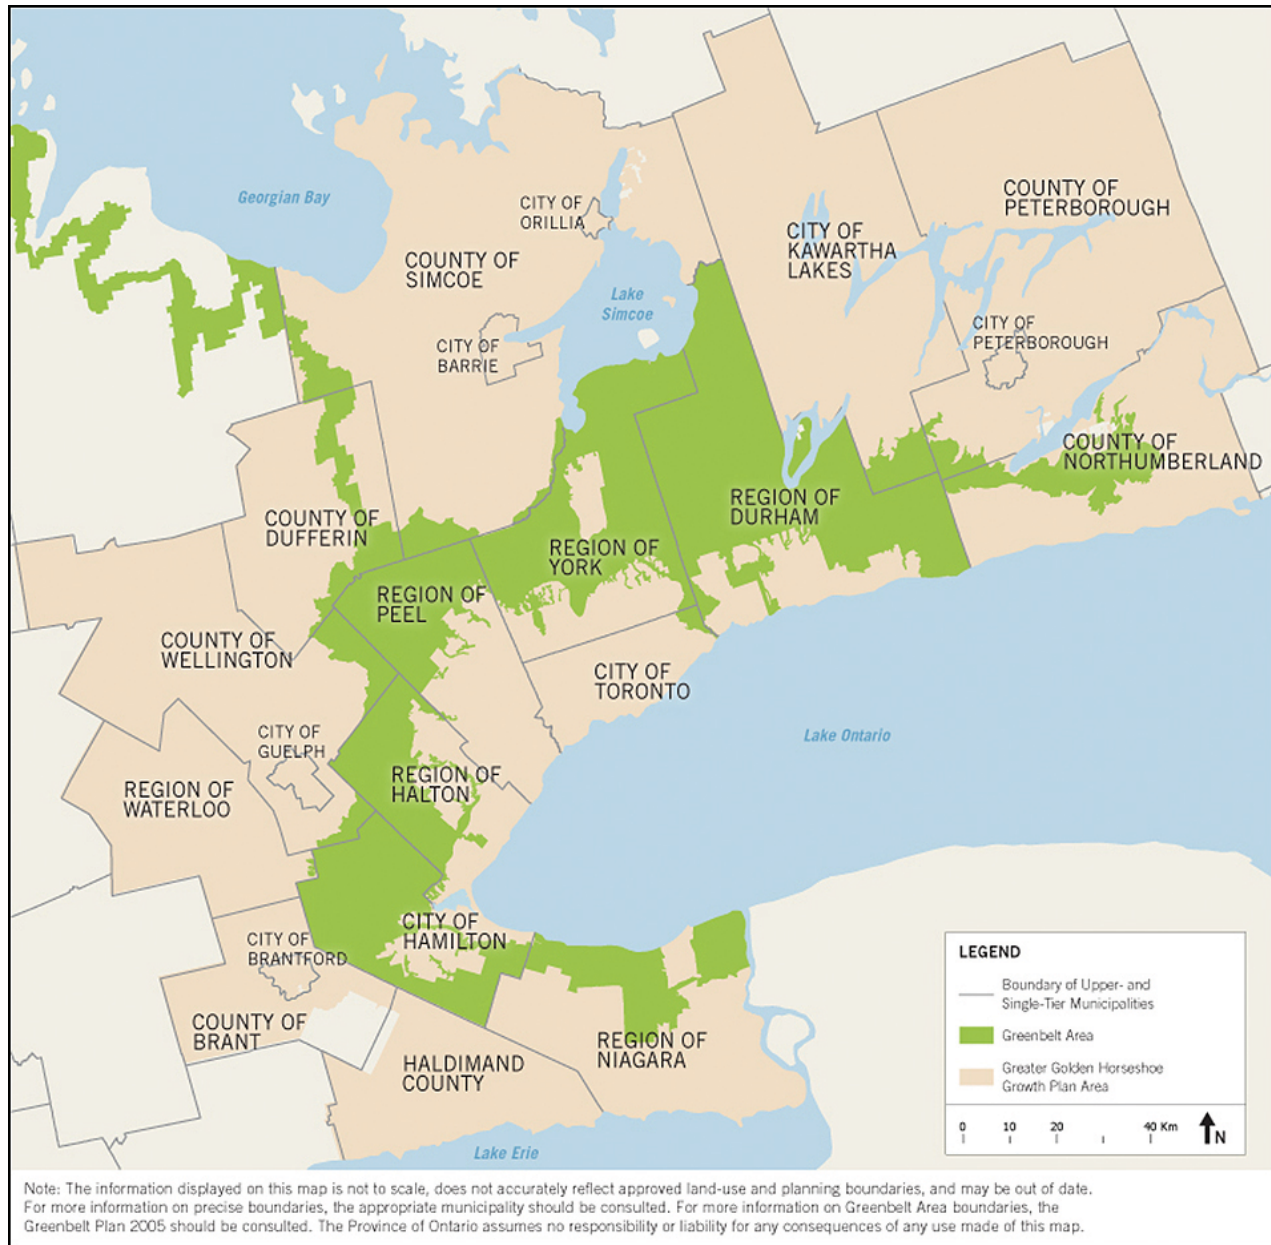 Georgian Bay
CITY OF
ORILLIA
COUNTY OF
PETERBOROUGH
CITY OF
KAWARTHA
LAKES
COUNTY OF
SIMCOE
Lake
Simcoe
CITY OF
BARRIE
CITY OF
PETERBOROUGH
COUNTY OF
NORTHUMBERLAND
COUNTY OF
DUFFERIN
REGION OF
DURHAM
REGION OF
YORK
REGION OF
PEEL
COUNTY OF
WELLINGTON
CITY OF
TORONTO
CITY OF
GUELPH
Lake Ontario
REGION OF
WATERLOO
REGION OF
HALTON
CITY OF
HAMILTON
CITY OF
BRANTFORD
COUNTY OF
BRANT
REGION OF
NIAGARA
HALDIMAND
COUNTY
Lake Erie
LEGEND
Boundary of Upper- and
Single-Tier Municipalities
Greenbelt Area
Greater Golden Horseshoe
Growth Plan Area
0 10 20 40 Km
N
Note: The information displayed on this map is not to scale, does not accurately reflect approved land-use and planning boundaries, and may be out of date.
For more information on precise boundaries, the appropriate municipality should be consulted. For more information on Greenbelt Area boundaries, the
Greenbelt Plan 2005 should be consulted. The Province of Ontario assumes no responsibility or liability for any consequences of any use made of this map.